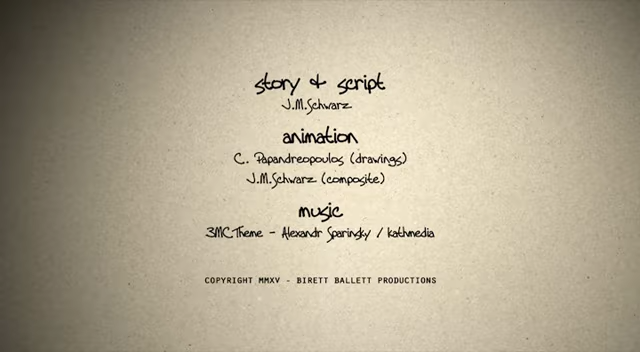 story & script
J.M.Schwarz
animation
C. Papandreopoulos (drawings)
J.M.Schwarz (composite)
music
3MC Theme - Alexandr Sparinsky / kathmedia
COPYRIGHT MMXV - BIRETT BALLETT PRODUCTIONS